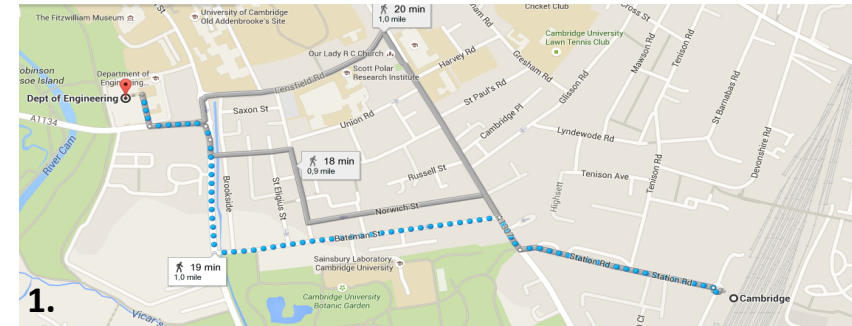 The Fitzwilliam Museum
University of Cambridge
Old Addenbrooke's Site
20 min
1,0 mile
Cricket Club
Cross St
Cambridge University
Lawn Tennis Club
Mawson Rd
Tenison Rd
Our Lady R C Church
Scott Polar
Research Institute
Harvey Rd
Gresham Rd
Glisson Rd
St Barnabas Rd
Department of
Engineering...
Dept of Engineering
Lensfield Rd
St Paul's Rd
Saxon St
Union Rd
Cambridge Pl
Lyndewode Rd
Devonshire Rd
A1134
River Cam
18 min
0,9 mile
Russell St
Tenison Ave
Tenison Rd
Highsett
Brookside
St Eligius St
Norwich St
Bateman St
A1307
19 min
1,0 mile
Sainsbury Laboratory,
Cambridge University
Station Rd
Station Rd
Cambridge
Cambridge University
Botanic Garden
1.